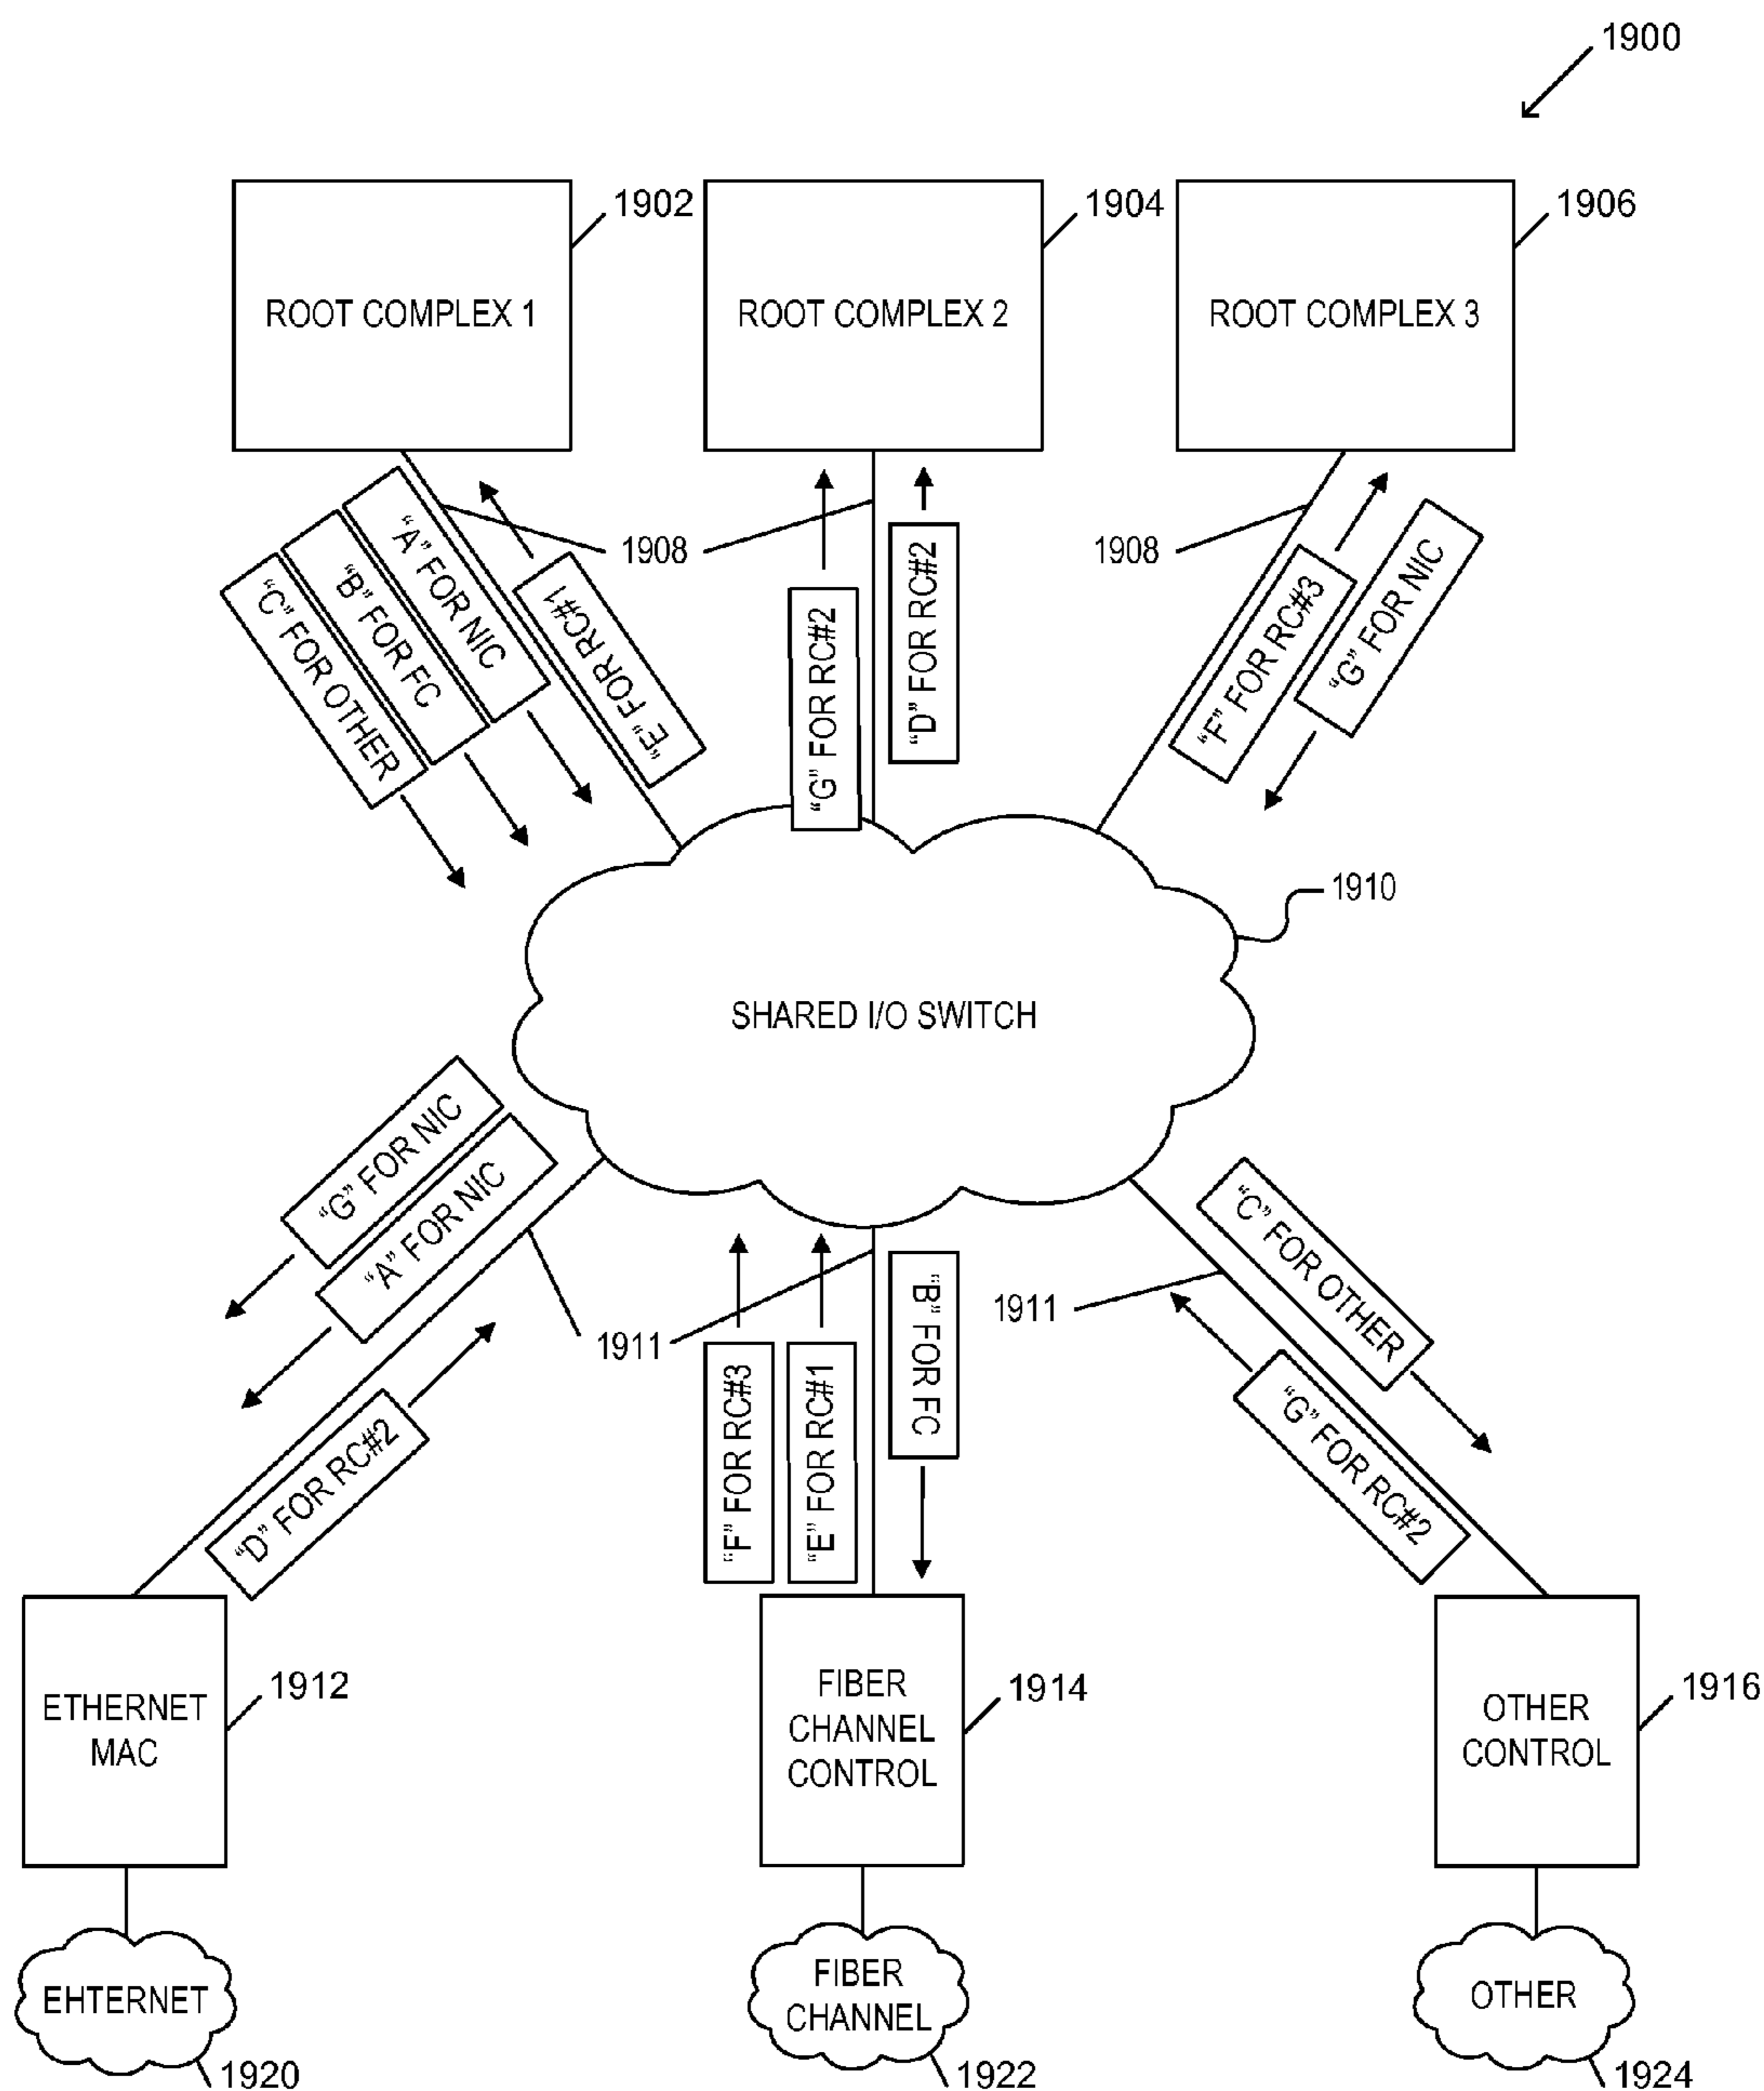 1900
1902
1904
1906
ROOT COMPLEX 1
ROOT COMPLEX 2
ROOT COMPLEX 3
"A" FOR NIC
"B" FOR FC
"C" FOR OTHER
"E" FOR RC#1
1908
"G" FOR RC#2
"D" FOR RC#2
1908
"F" FOR RC#3
"G" FOR NIC
1910
SHARED I/O SWITCH
"G" FOR NIC
"A" FOR NIC
"D" FOR RC#2
1911
"F" FOR RC#3
"E" FOR RC#1
"B" FOR FC
1911
"C" FOR OTHER
"G" FOR RC#2
ETHERNET
MAC
1912
FIBER
CHANNEL
CONTROL
1914
OTHER
CONTROL
1916
EHTERNET
1920
FIBER
CHANNEL
1922
OTHER
1924